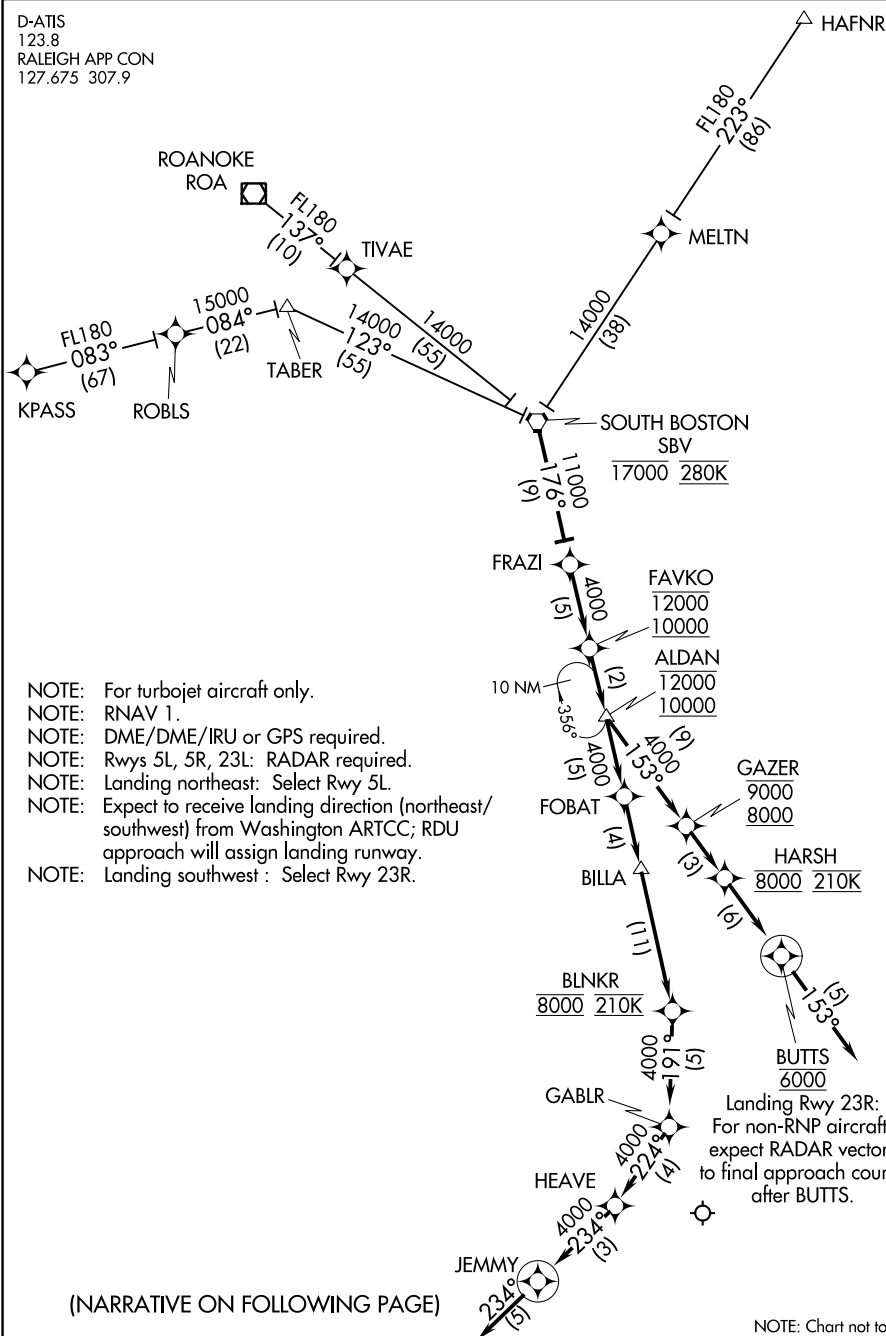 D-ATIS
123.8
RALEIGH APP CON
127.675 307.9
HAFNR
FL180
223°
(86)
ROANOKE
ROA
FL180
137°
(10)
TIVAE
MELTN
14000
(38)
15000
084°
(22)
14000
123°
(55)
14000
(55)
FL180
083°
(67)
TABER
KPASS
ROBLS
SOUTH BOSTON
SBV
17000 280K
11000
176°
(9)
FRAZI
4000
(5)
FAVKO
12000
10000
ALDAN
12000
10000
(2)
10 NM
356°
4000
(5)
(9)
4000
153°
GAZER
9000
8000
NOTE: For turbojet aircraft only.
NOTE: RNAV 1.
NOTE: DME/DME/IRU or GPS required.
NOTE: Rwys 5L, 5R, 23L: RADAR required.
NOTE: Landing northeast: Select Rwy 5L.
NOTE: Expect to receive landing direction (northeast/
southwest) from Washington ARTCC; RDU
approach will assign landing runway.
NOTE: Landing southwest : Select Rwy 23R.
FOBAT
(4)
(3)
HARSH
8000 210K
BILLA
(6)
(11)
BLNKR
8000 210K
(5)
153°
4000
191°
(5)
BUTTS
6000
Landing Rwy 23R:
For non-RNP aircraft
expect RADAR vector
to final approach cour
after BUTTS.
GABLR
4000
224°
(4)
HEAVE
4000
234°
(3)
JEMMY
234°
(5)
(NARRATIVE ON FOLLOWING PAGE)
NOTE: Chart not to